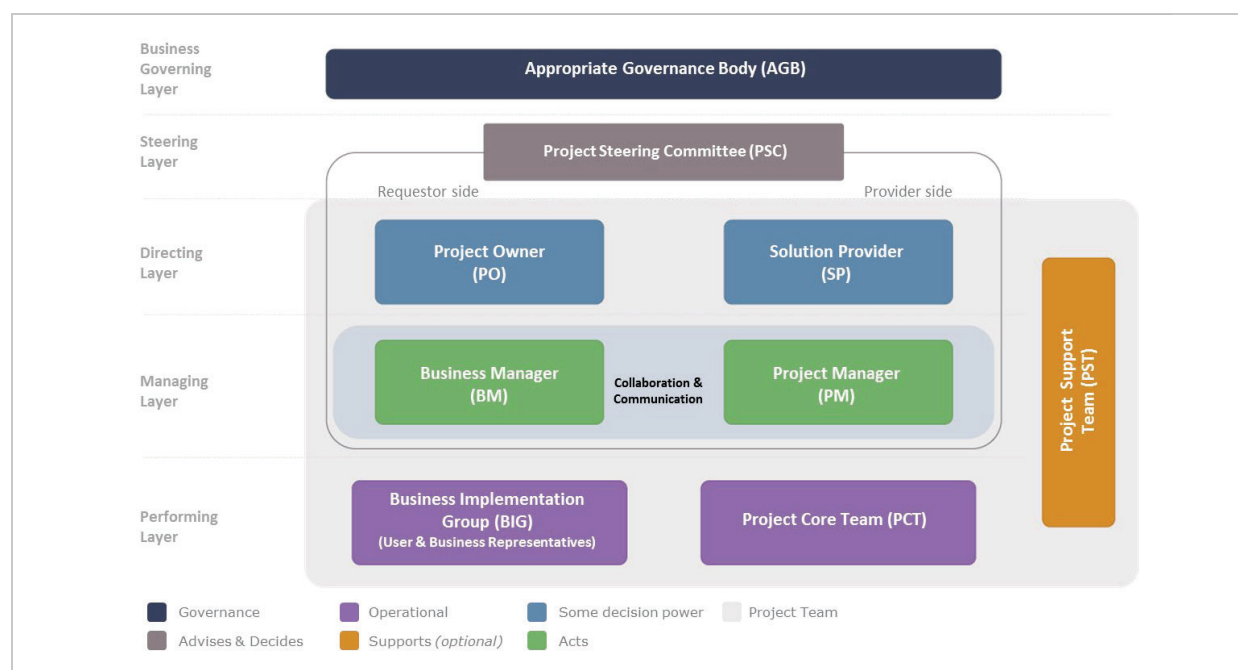 Business
Governing
Layer
Appropriate Governance Body (AGB)
Steering
Layer
Project Steering Committee (PSC)
Requestor side
Provider side
Directing
Layer
Project Owner
(PO)
Solution Provider
(SP)
Managing
Layer
Business Manager
(BM)
Collaboration &
Communication
Project Manager
(PM)
Project Support
Team (PST)
Performing
Layer
Business Implementation
Group (BIG)
(User & Business Representatives)
Project Core Team (PCT)
Governance
Operational
Some decision power
Project Team
Advises & Decides
Supports (optional)
Acts